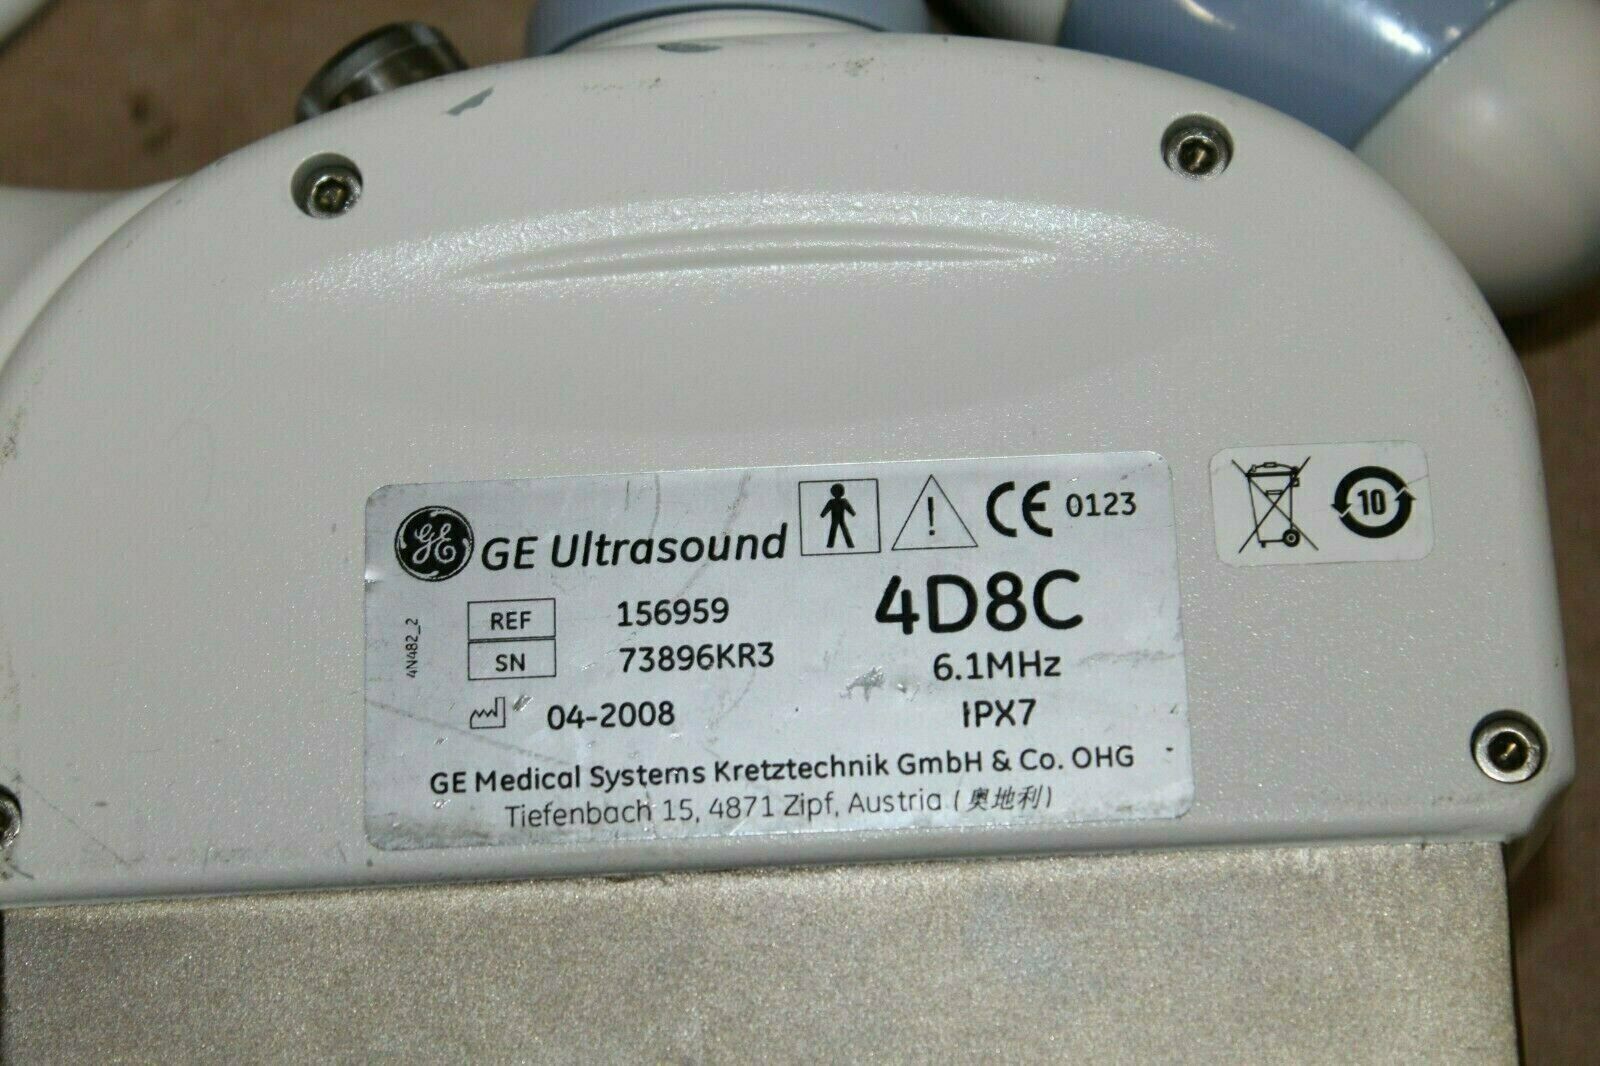 GE GE Ultrasound CE 0123
10
REF 156959
4D8C
SN 73896KR3
6.1MHz
04-2008
IPX7
GE Medical Systems Kretztechnik GmbH & Co. OHG
Tiefenbach 15, 4871 Zipf, Austria (奥地利)
4N482_2